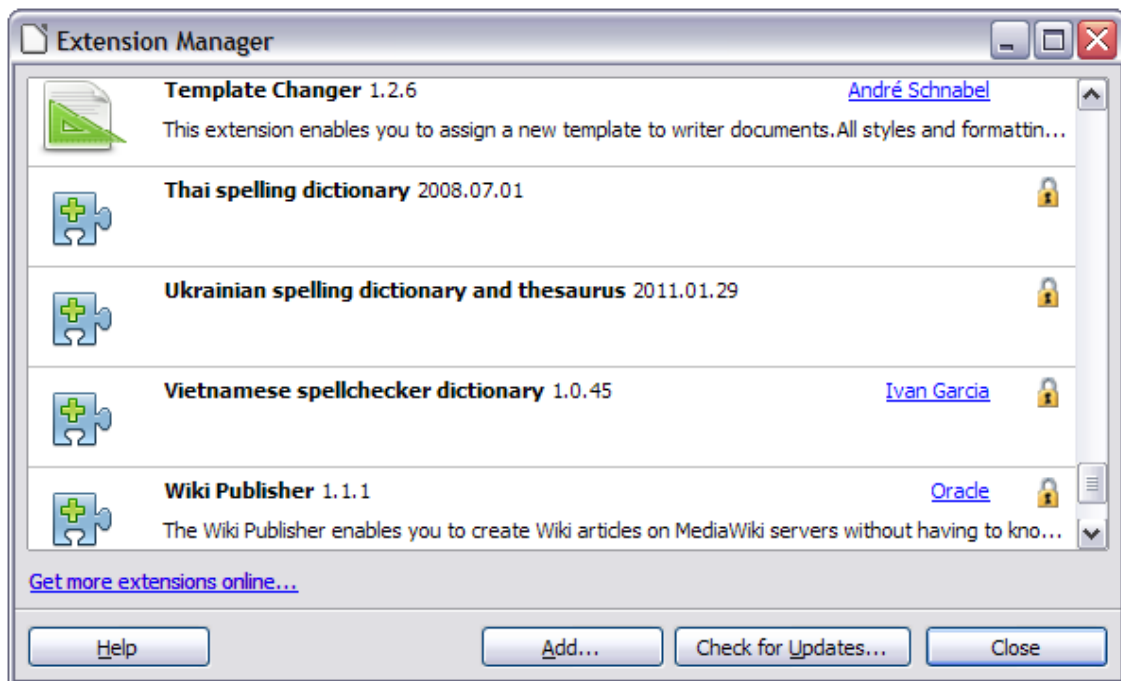 Extension Manager
Template Changer 1.2.6 André Schnabel
This extension enables you to assign a new template to writer documents.All styles and formattin...
Thai spelling dictionary 2008.07.01
Ukrainian spelling dictionary and thesaurus 2011.01.29
Vietnamese spellchecker dictionary 1.0.45 Ivan Garcia
Wiki Publisher 1.1.1 Oracle
The Wiki Publisher enables you to create Wiki articles on MediaWiki servers without having to kno...
Get more extensions online...
Help Add... Check for Updates... Close